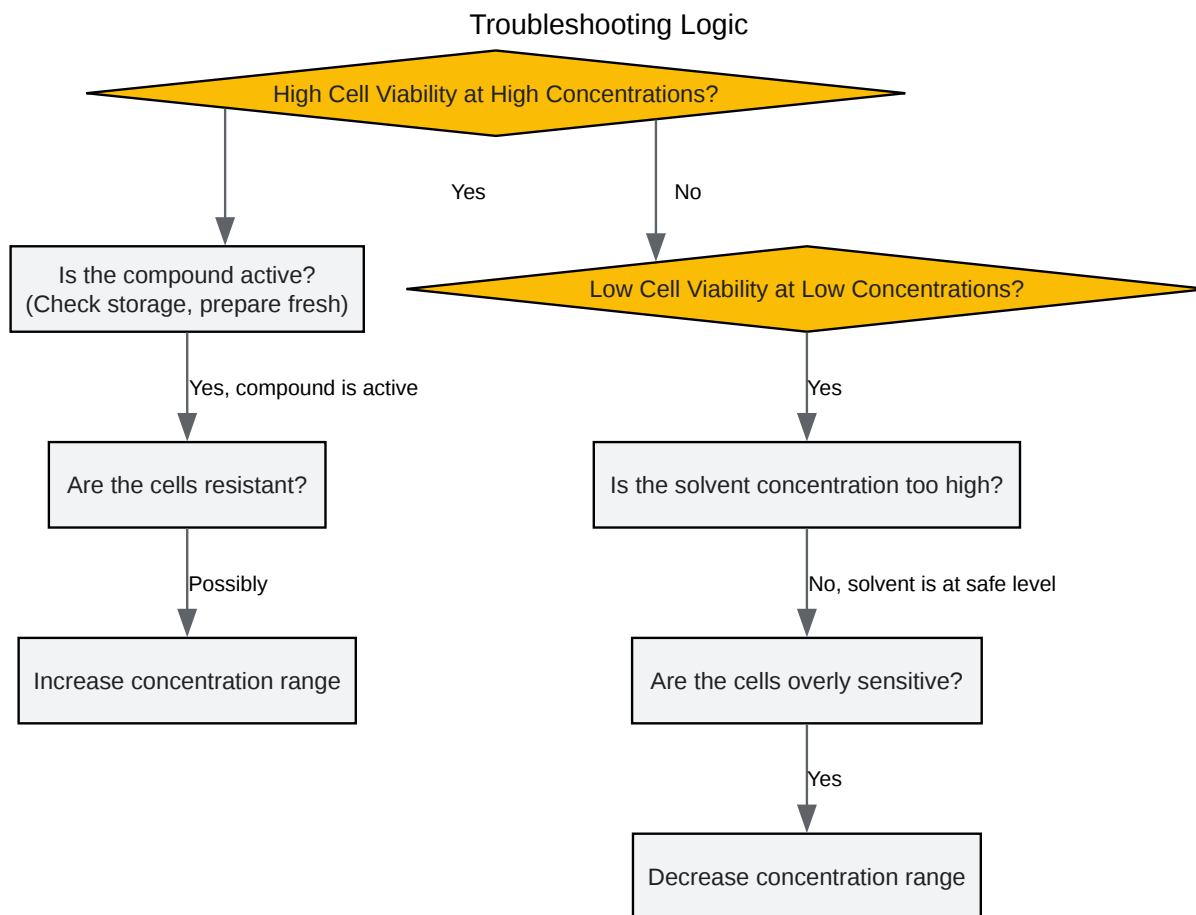 Troubleshooting Logic
High Cell Viability at High Concentrations?
Yes
No
Is the compound active?
(Check storage, prepare fresh)
Low Cell Viability at Low Concentrations?
Yes, compound is active
Yes
Are the cells resistant?
Is the solvent concentration too high?
Possibly
No, solvent is at safe level
Increase concentration range
Are the cells overly sensitive?
Yes
Decrease concentration range